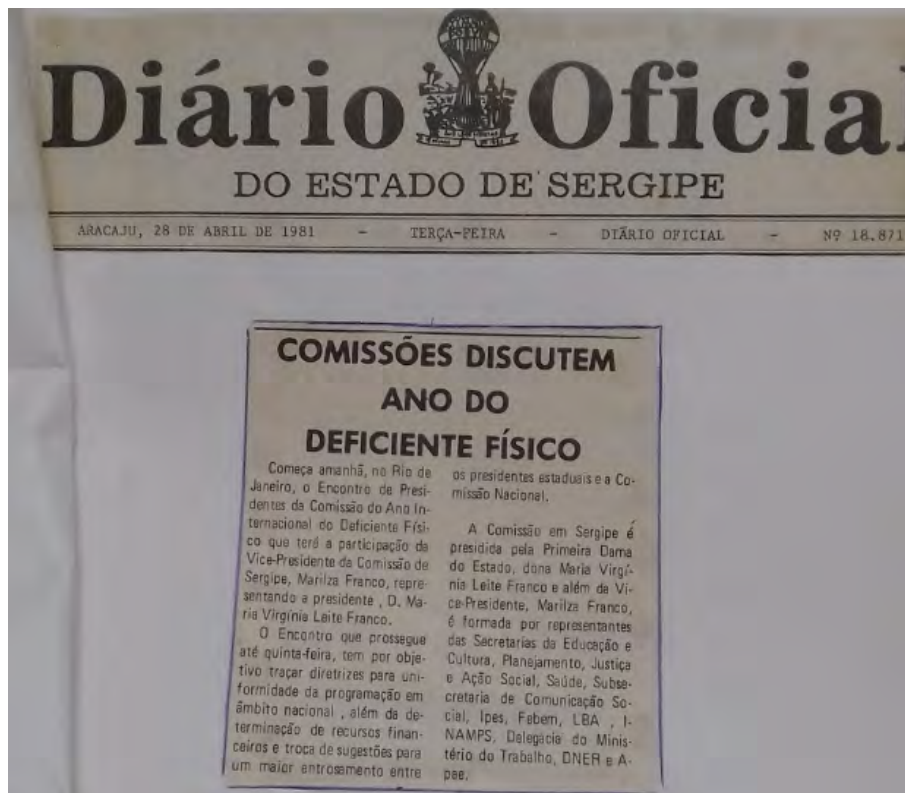 Diário Oficial
DO ESTADO DE SERGIPE
ARACAJU, 28 DE ABRIL DE 1981 - TERÇA-FEIRA - DIÁRIO OFICIAL - Nº 18.871
COMISSÕES DISCUTEM
ANO DO
DEFICIENTE FÍSICO
Começa amanhã, no Rio de
Janeiro, o Encontro de Presi-
dentes da Comissão do Ano In-
ternacional do Deficiente Físi-
co que terá a participação da
Vice-Presidente da Comissão de
Sergipe, Marilza Franco, repre-
sentando a presidente , D. Ma-
ria Virgínia Leite Franco.
O Encontro que prossegue
até quinta-feira, tem por obje-
tivo traçar diretrizes para uni-
formidade da programação em
âmbito nacional , além da de-
terminação de recursos finan-
ceiros e troca de sugestões para
um maior entrosamento entre
os presidentes estaduais e a Co-
missão Nacional.
A Comissão em Sergipe é
presidida pela Primeira Dama
do Estado, dona Maria Virgí-
nia Leite Franco e além da Vi-
ce-Presidente, Marilza Franco,
é formada por representantes
das Secretarias da Educação e
Cultura, Planejamento, Justiça
e Ação Social, Saúde, Subse-
cretaria de Comunicação So-
cial, Ipes, Febem, LBA , I-
NAMPS, Delegacia do Minis-
tério do Trabalho, DNER e A-
pae.